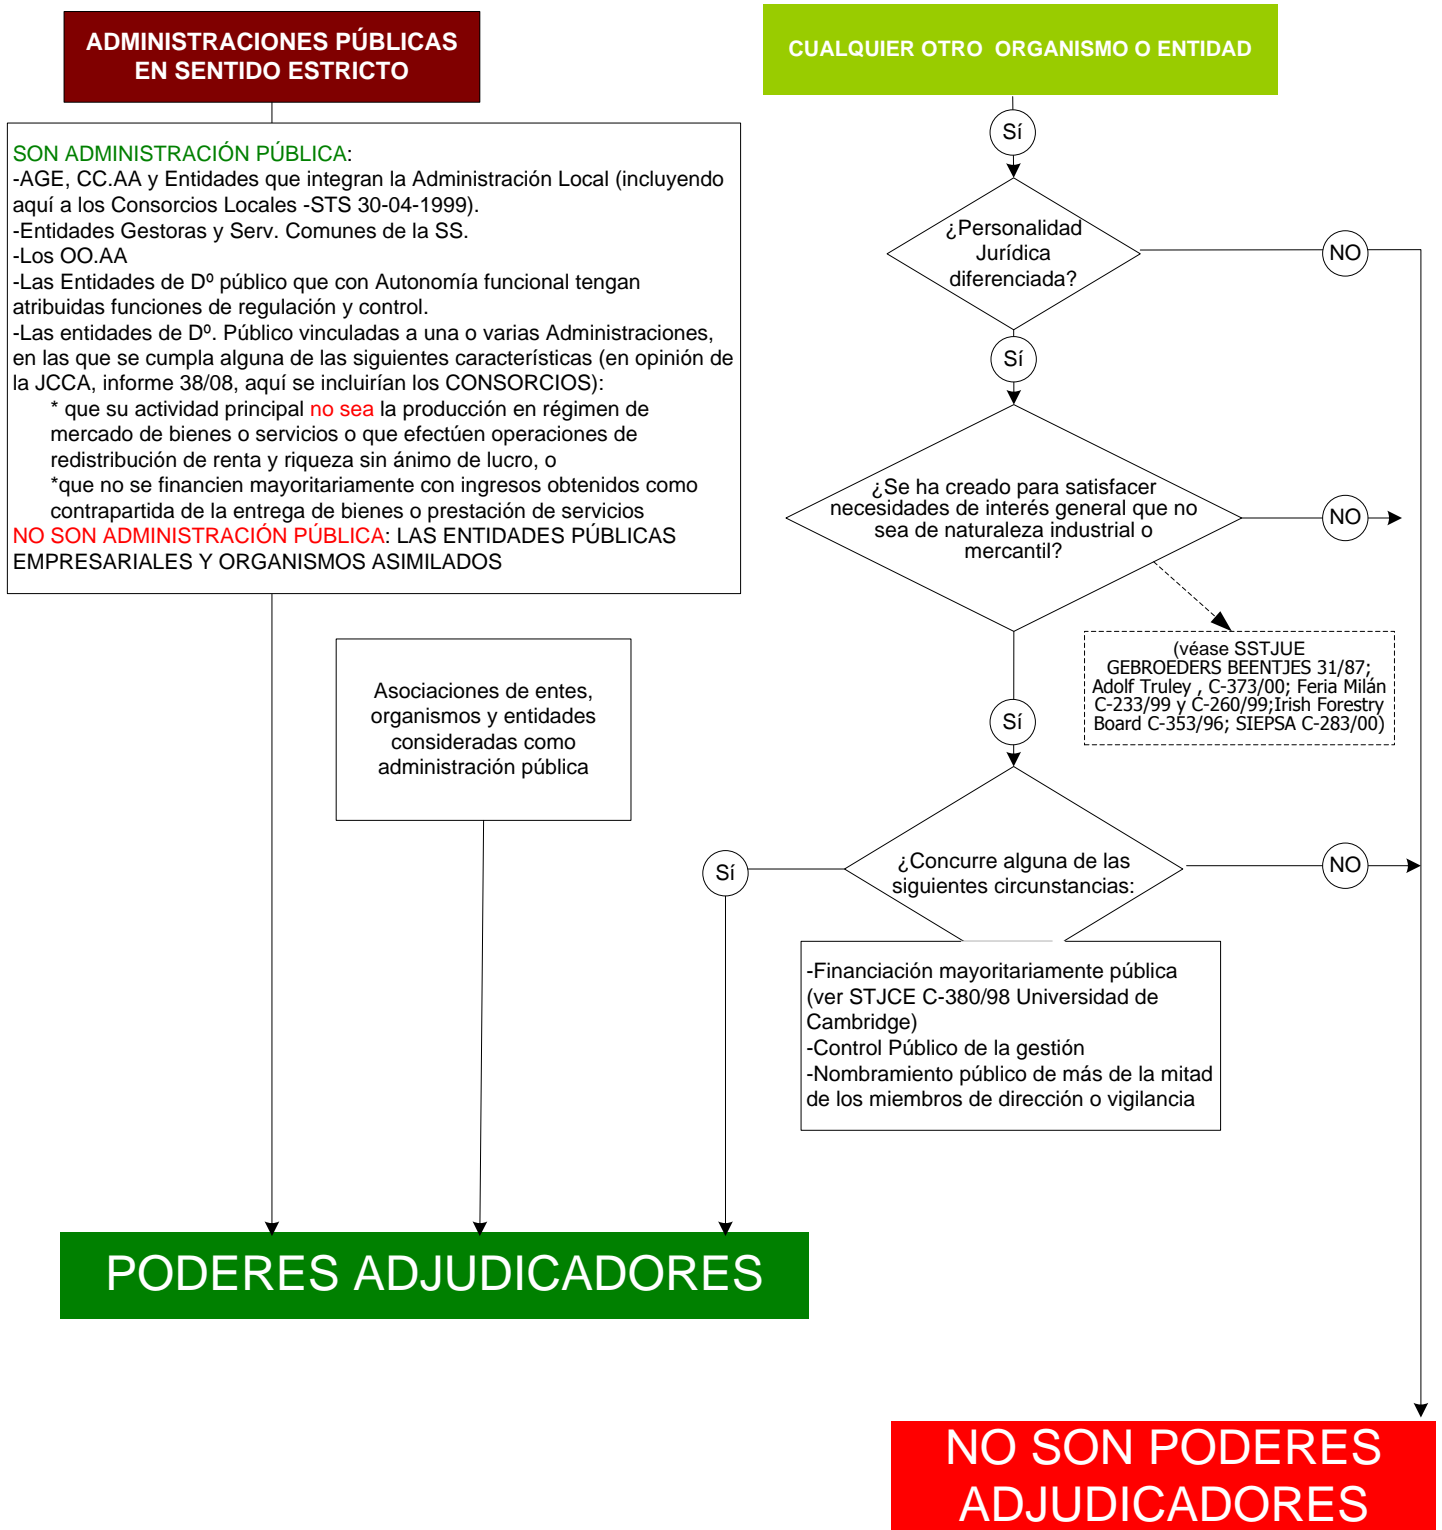 ADMINISTRACIONES PÚBLICAS
EN SENTIDO ESTRICTO
SON ADMINISTRACIÓN PÚBLICA:
-AGE, CC.AA y Entidades que integran la Administración Local (incluyendo
aquí a los Consorcios Locales -STS 30-04-1999).
-Entidades Gestoras y Serv. Comunes de la SS.
-Los OO.AA
-Las Entidades de Dº público que con Autonomía funcional tengan
atribuidas funciones de regulación y control.
-Las entidades de Dº. Público vinculadas a una o varias Administraciones,
en las que se cumpla alguna de las siguientes características (en opinión de
la JCCA, informe 38/08, aquí se incluirían los CONSORCIOS):
* que su actividad principal no sea la producción en régimen de
mercado de bienes o servicios o que efectúen operaciones de
redistribución de renta y riqueza sin ánimo de lucro, o
*que no se financien mayoritariamente con ingresos obtenidos como
contrapartida de la entrega de bienes o prestación de servicios
NO SON ADMINISTRACIÓN PÚBLICA: LAS ENTIDADES PÚBLICAS
EMPRESARIALES Y ORGANISMOS ASIMILADOS
Asociaciones de entes,
organismos y entidades
consideradas como
administración pública
CUALQUIER OTRO ORGANISMO O ENTIDAD
Sí
¿Personalidad
Jurídica
diferenciada?
NO
Sí
¿Se ha creado para satisfacer
necesidades de interés general que no
sea de naturaleza industrial o
mercantil?
NO
(véase SSTJUE
GEBROEDERS BEENTJES 31/87;
Adolf Truley , C-373/00; Feria Milán
C-233/99 y C-260/99;Irish Forestry
Board C-353/96; SIEPSA C-283/00)
Sí
¿Concurre alguna de las
siguientes circunstancias:
Sí
NO
-Financiación mayoritariamente pública
(ver STJCE C-380/98 Universidad de
Cambridge)
-Control Público de la gestión
-Nombramiento público de más de la mitad
de los miembros de dirección o vigilancia
PODERES ADJUDICADORES
NO SON PODERES
ADJUDICADORES